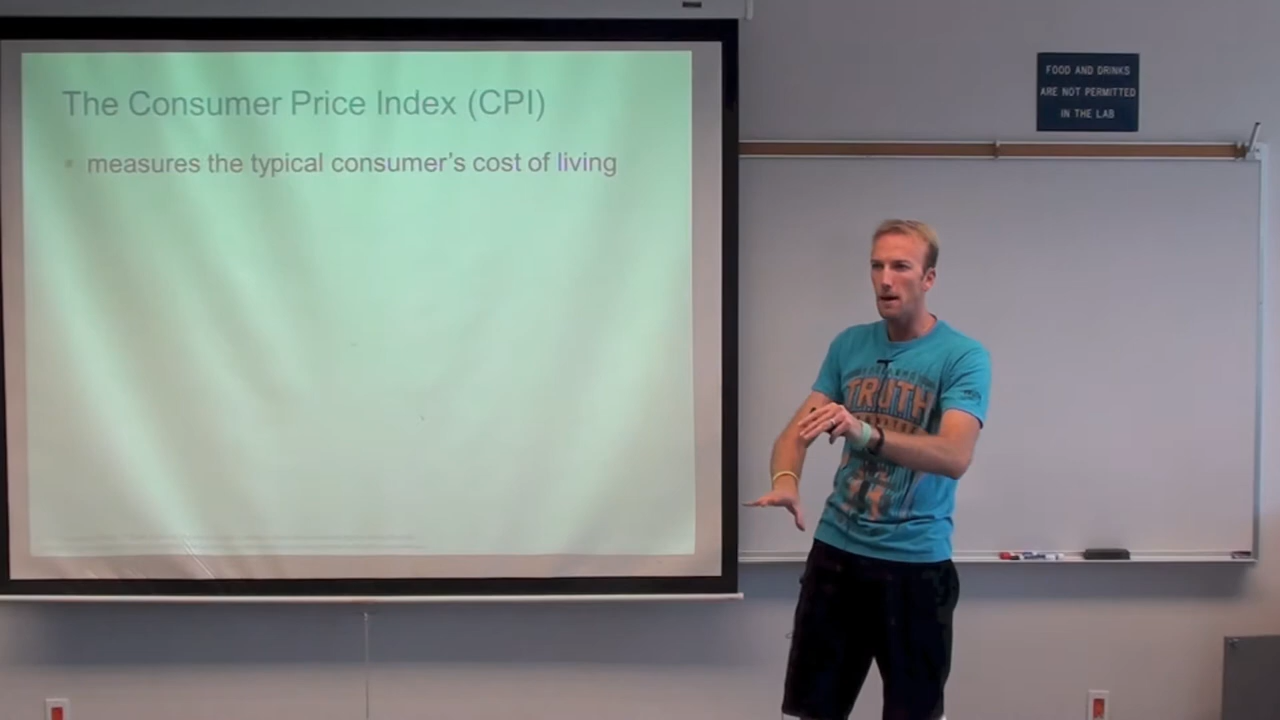 The Consumer Price Index (CPI)
measures the typical consumer's cost of living
FOOD AND DRINKS
ARE NOT PERMITTED
IN THE LAB
TRUTH